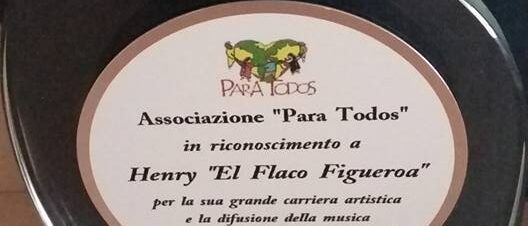 PARA TODOS
Associazione "Para Todos"
in riconoscimento a
Henry "El Flaco Figueroa"
per la sua grande carriera artistica
e la difusione della musica